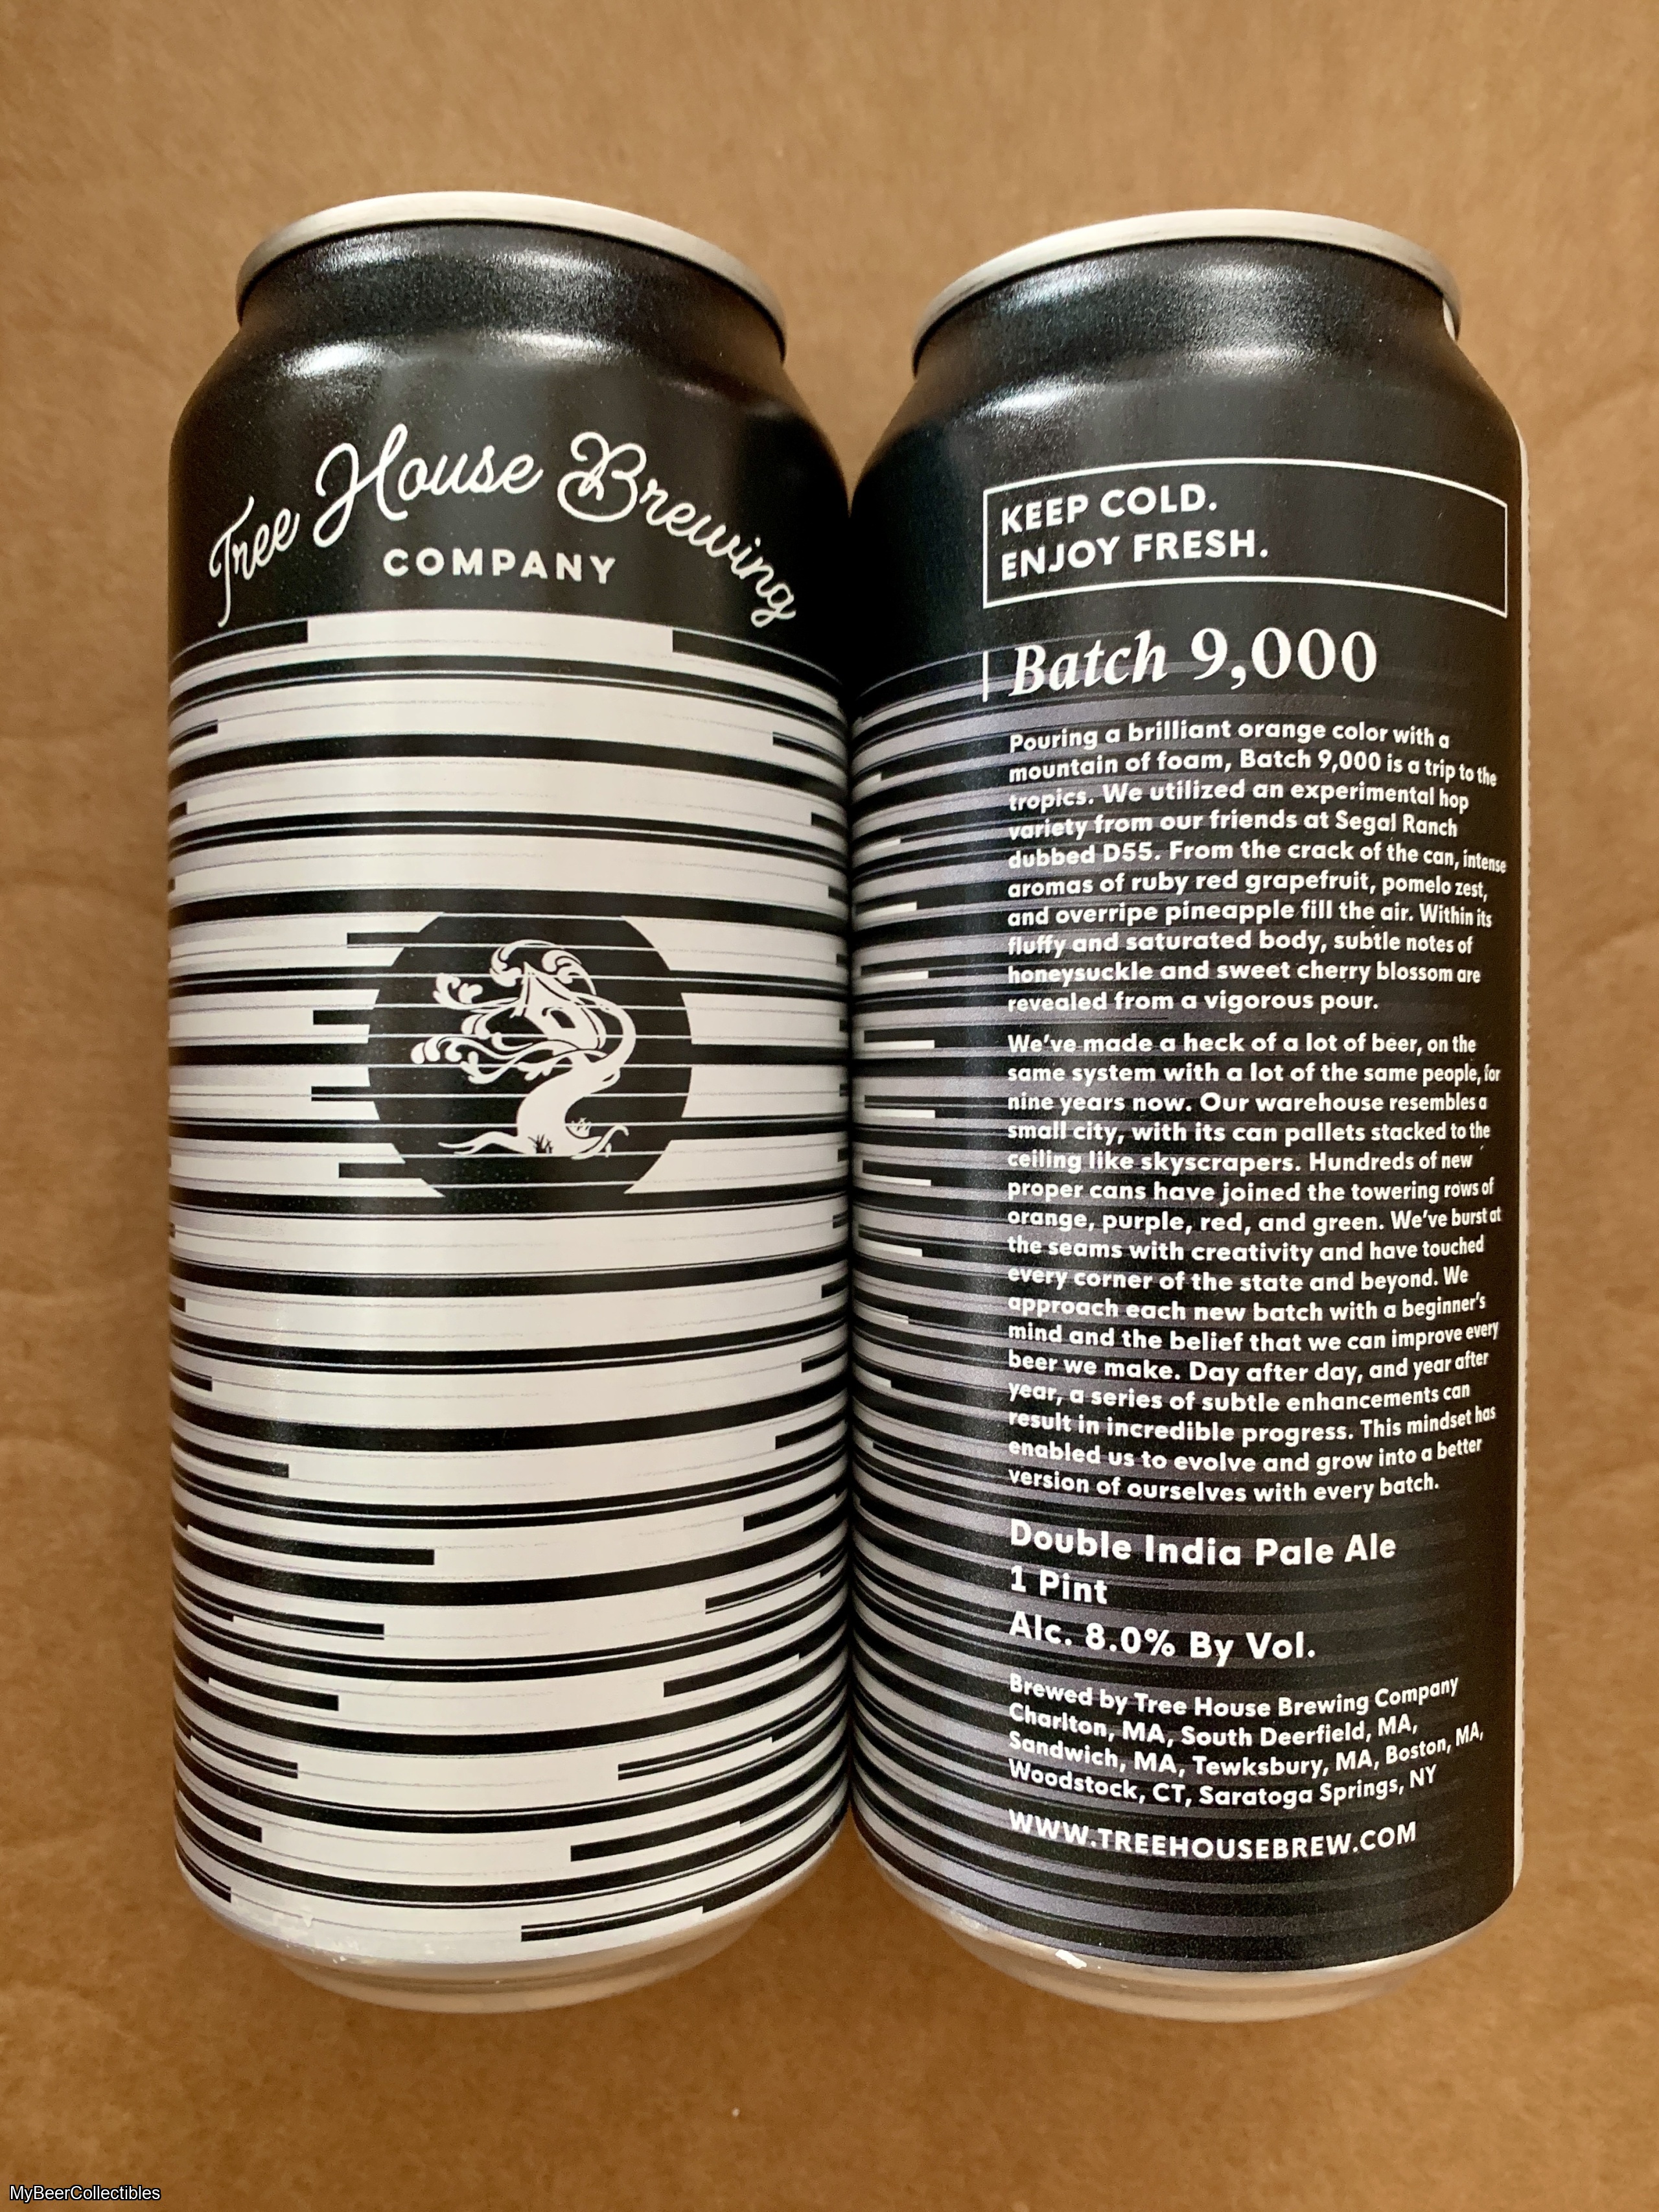 Tree House Brewing
COMPANY
KEEP COLD.
ENJOY FRESH.
Batch 9,000
Pouring a brilliant orange color with a
mountain of foam, Batch 9,000 is a trip to the
tropics. We utilized an experimental hop
variety from our friends at Segal Ranch
dubbed D55. From the crack of the can, intense
aromas of ruby red grapefruit, pomelo zest,
and overripe pineapple fill the air. Within its
fluffy and saturated body, subtle notes of
honeysuckle and sweet cherry blossom are
revealed from a vigorous pour.
We've made a heck of a lot of beer, on the
same system with a lot of the same people, for
nine years now. Our warehouse resembles a
small city, with its can pallets stacked to the
ceiling like skyscrapers. Hundreds of new
proper cans have joined the towering rows of
orange, purple, red, and green. We've burst at
the seams with creativity and have touched
every corner of the state and beyond. We
approach each new batch with a beginner's
mind and the belief that we can improve every
beer we make. Day after day, and year after
year, a series of subtle enhancements can
result in incredible progress. This mindset has
enabled us to evolve and grow into a better
version of ourselves with every batch.
Double India Pale Ale
1 Pint
Alc. 8.0% By Vol.
Brewed by Tree House Brewing Company
Charlton, MA, South Deerfield, MA,
Sandwich, MA, Tewksbury, MA, Boston, MA,
Woodstock, CT, Saratoga Springs, NY
WWW.TREEHOUSEBREW.COM
MyBeerCollectibles